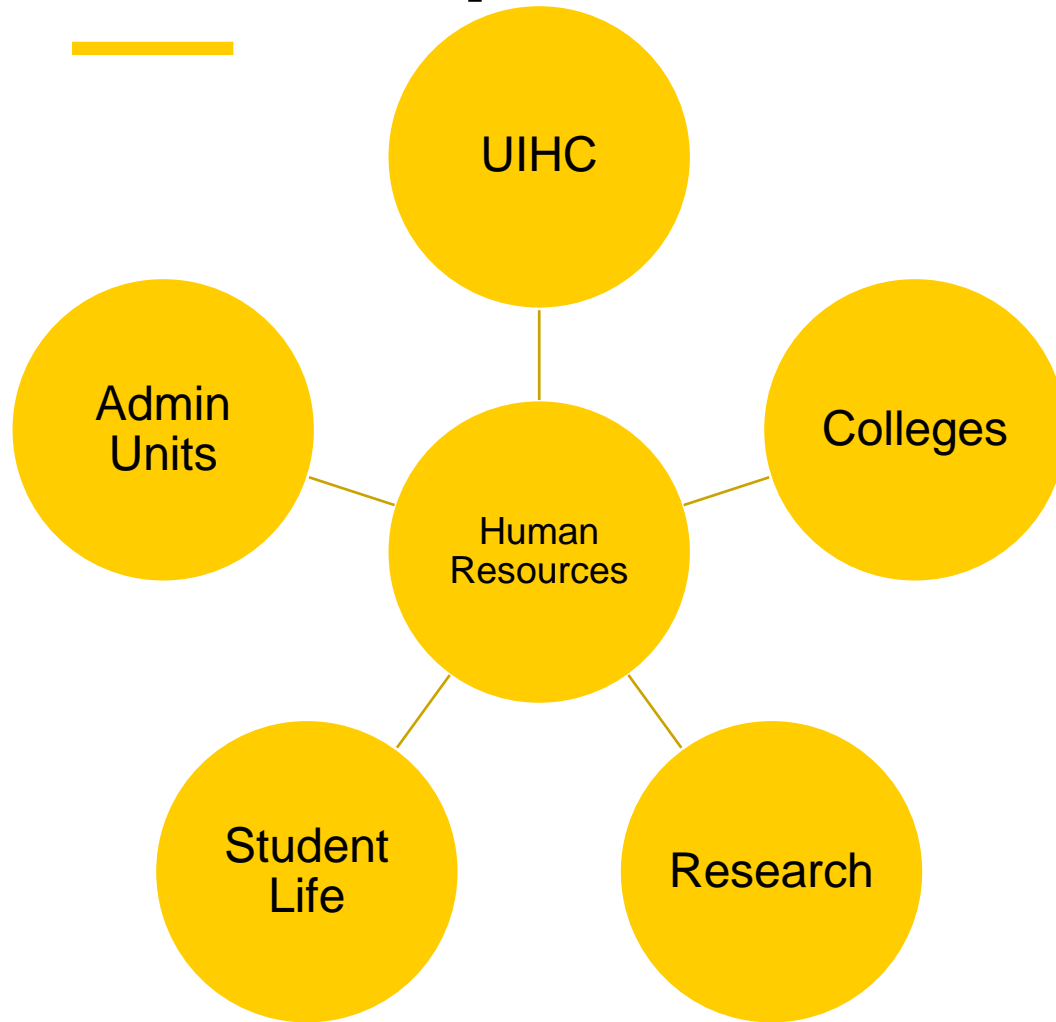 UIHC
Admin
Units
Colleges
Human
Resources
Student
Life
Research